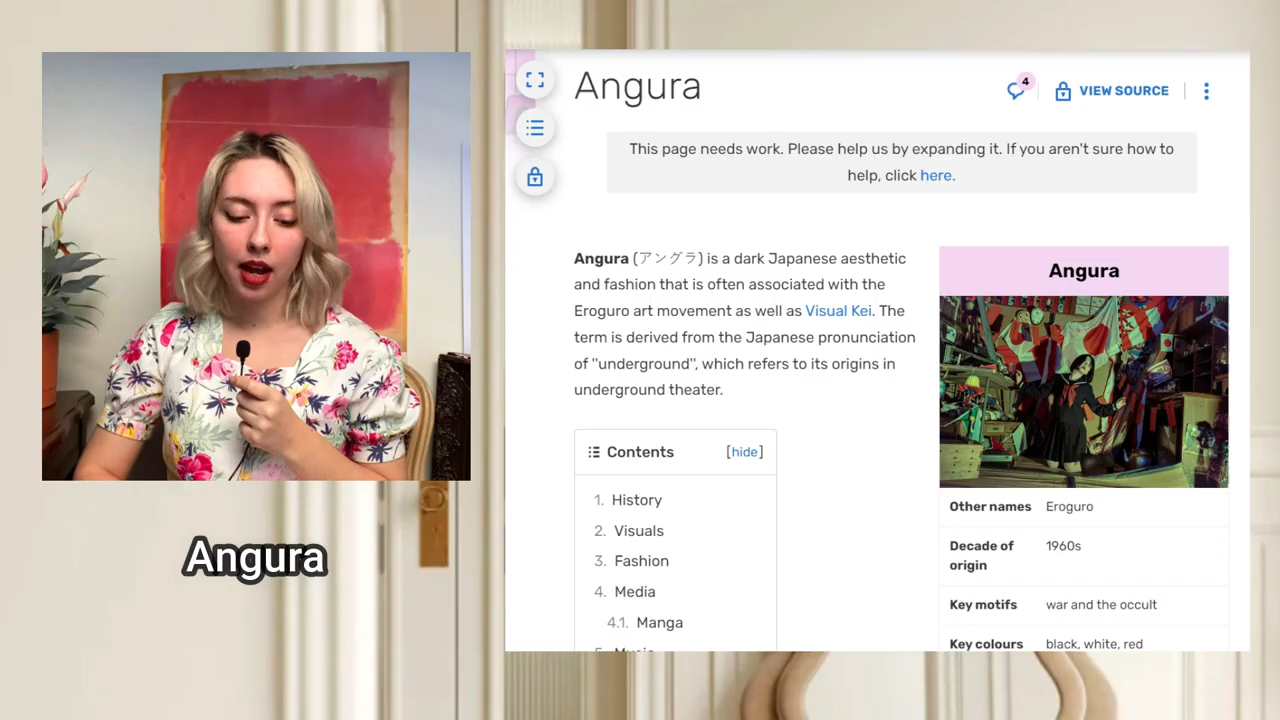 Angura
4
VIEW SOURCE
This page needs work. Please help us by expanding it. If you aren't sure how to
help, click here.
Angura (アングラ) is a dark Japanese aesthetic
and fashion that is often associated with the
Eroguro art movement as well as Visual Kei. The
term is derived from the Japanese pronunciation
of "underground", which refers to its origins in
underground theater.
Contents [hide]
1. History
2. Visuals
3. Fashion
4. Media
4.1. Manga
Angura
Other names Eroguro
Decade of 1960s
origin
Key motifs war and the occult
Key colours black, white, red
Angura